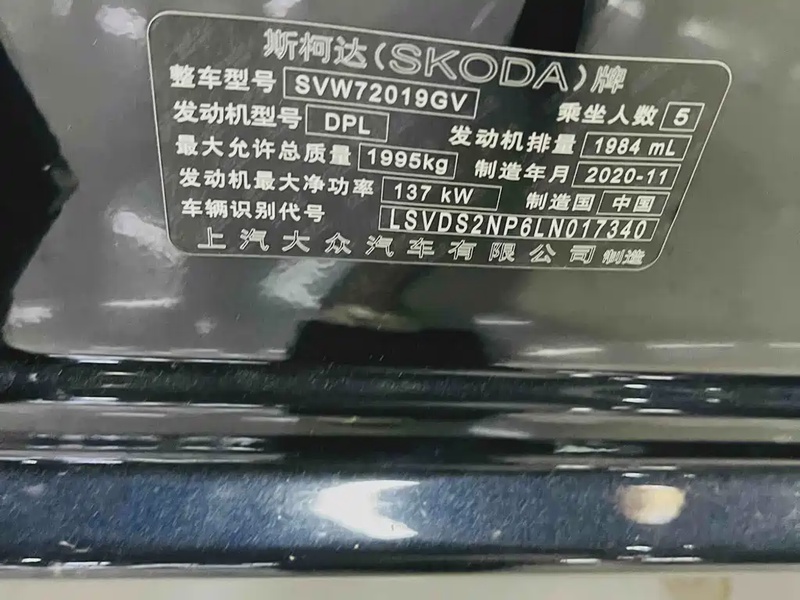 斯柯达(SKODA)牌
整车型号 SVW72019GV 乘坐人数 5
发动机型号 DPL 发动机排量 1984 mL
最大允许总质量 1995kg 制造年月 2020-11
发动机最大净功率 137 kW 制造国 中国
车辆识别代号 LSVDS2NP6LN017340
上汽大众汽车有限公司 制造